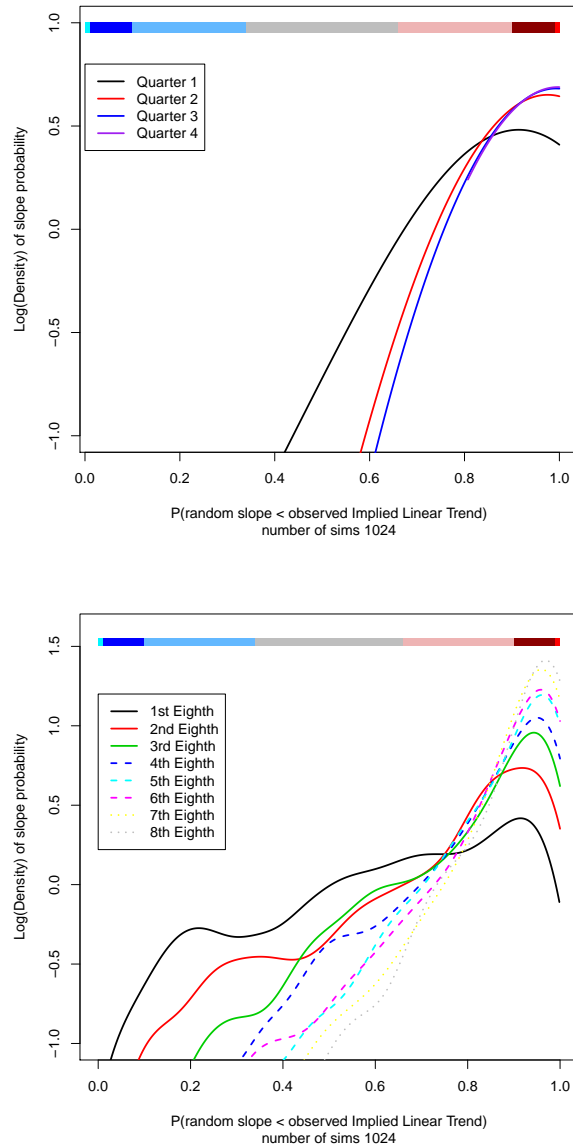 1.0
0.5
0.0
−0.5
−1.0
Log(Density) of slope probability
Quarter 1
Quarter 2
Quarter 3
Quarter 4
0.0 0.2 0.4 0.6 0.8 1.0
P(random slope < observed Implied Linear Trend)
number of sims 1024
1.5
1.0
0.5
0.0
−0.5
−1.0
Log(Density) of slope probability
1st Eighth
2nd Eighth
3rd Eighth
4th Eighth
5th Eighth
6th Eighth
7th Eighth
8th Eighth
0.0 0.2 0.4 0.6 0.8 1.0
P(random slope < observed Implied Linear Trend)
number of sims 1024